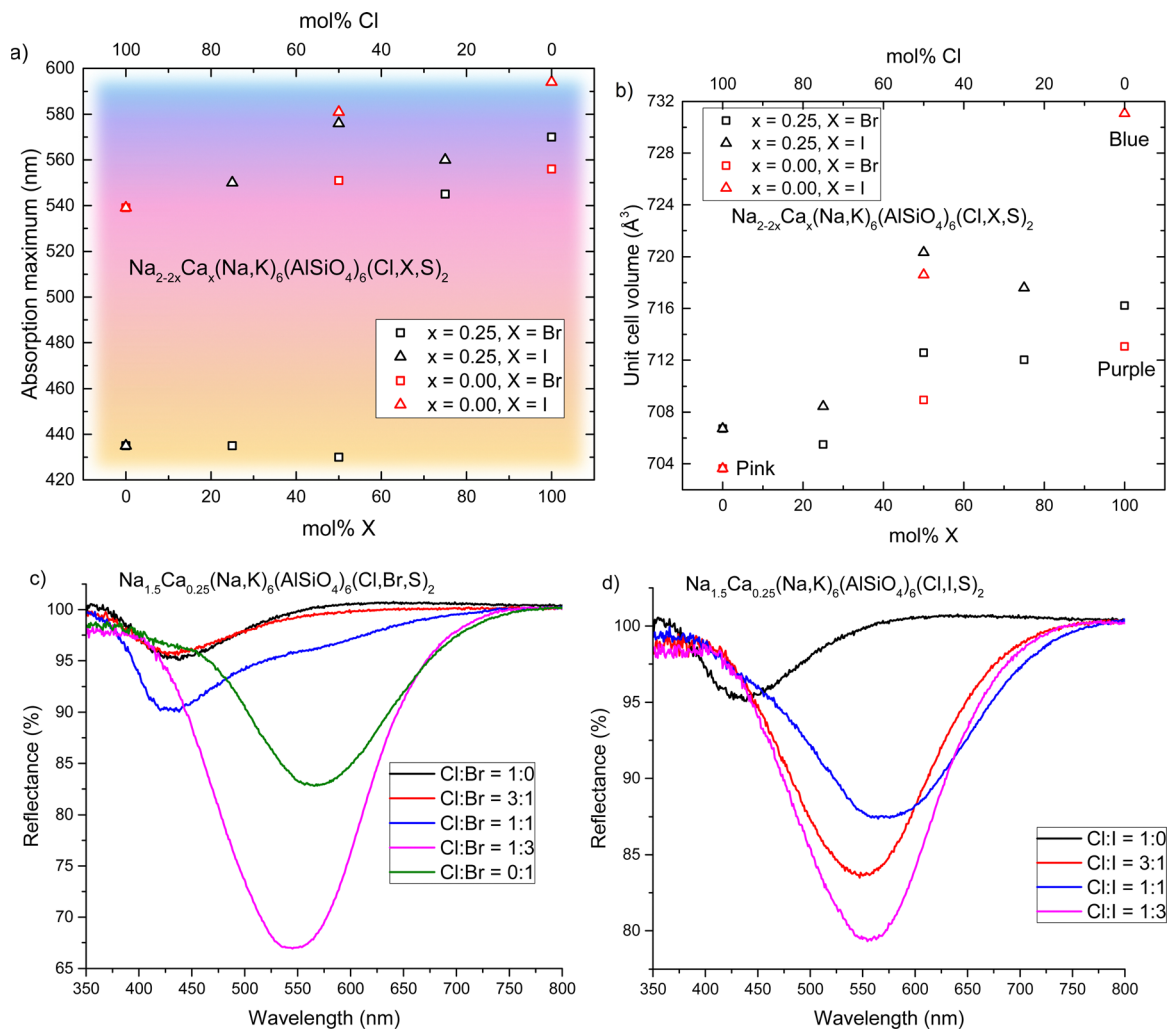 a)
mol% Cl
100 80 60 40 20 0
Absorption maximum (nm)
600
580
560
540
520
500
480
460
440
420
Na2-2xCax(Na,K)6(AlSiO4)6(Cl,X,S)2
x = 0.25, X = Br
x = 0.25, X = I
x = 0.00, X = Br
x = 0.00, X = I
0 20 40 60 80 100
mol% X
b)
mol% Cl
100 80 60 40 20 0
Unit cell volume (Å3)
732
728
724
720
716
712
708
704
x = 0.25, X = Br
x = 0.25, X = I
x = 0.00, X = Br
x = 0.00, X = I
Blue
Na2-2xCax(Na,K)6(AlSiO4)6(Cl,X,S)2
Purple
Pink
0 20 40 60 80 100
mol% X
c)
Na1.5Ca0.25(Na,K)6(AlSiO4)6(Cl,Br,S)2
Reflectance (%)
100
95
90
85
80
75
70
65
Cl:Br = 1:0
Cl:Br = 3:1
Cl:Br = 1:1
Cl:Br = 1:3
Cl:Br = 0:1
350 400 450 500 550 600 650 700 750 800
Wavelength (nm)
d)
Na1.5Ca0.25(Na,K)6(AlSiO4)6(Cl,I,S)2
Reflectance (%)
100
95
90
85
80
Cl:I = 1:0
Cl:I = 3:1
Cl:I = 1:1
Cl:I = 1:3
350 400 450 500 550 600 650 700 750 800
Wavelength (nm)